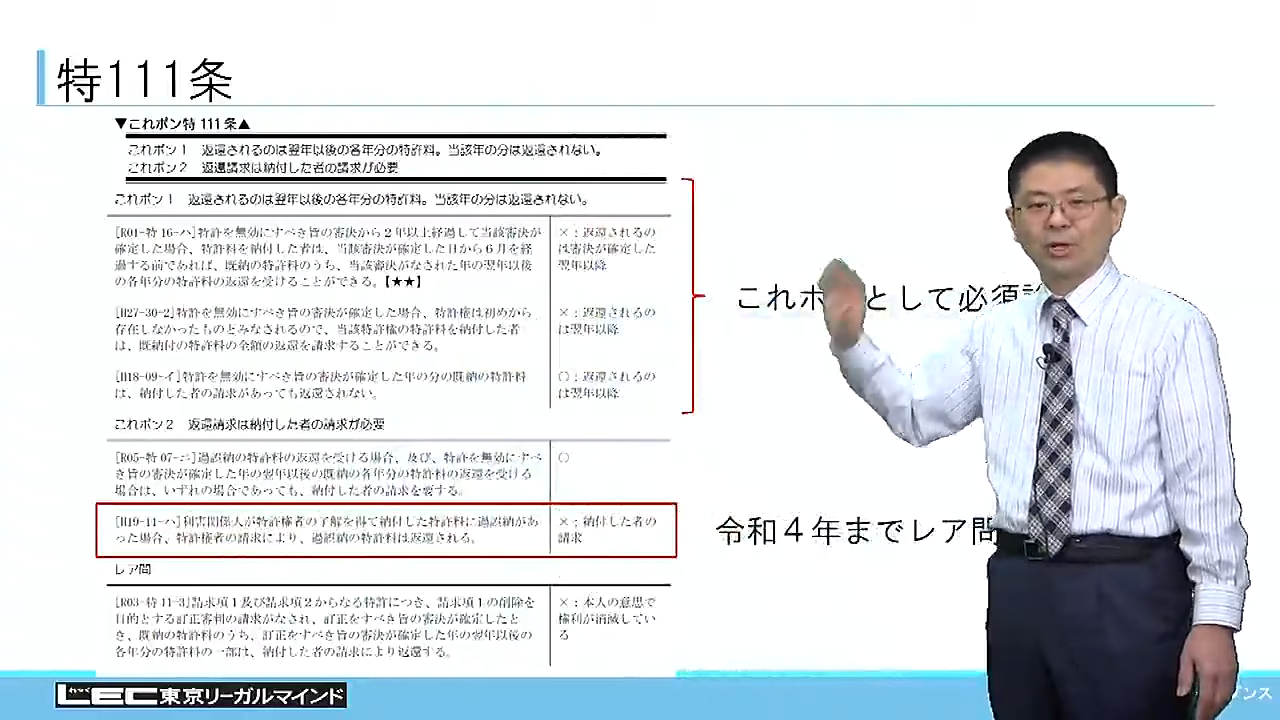 特111条
▼これポン特 111 条▲
これポン1 返還されるのは翌年以後の各年分の特許料。当該年の分は返還されない。
これポン2 返還請求は納付した者の請求が必要
これポン1 返還されるのは翌年以後の各年分の特許料。当該年の分は返還されない。
[R01-特 16-ハ]特許を無効にすべき旨の審決から2年以上経過して当該審決が
確定した場合、特許料を納付した者は、当該審決が確定した日から6月を経
過する前であれば、既納の特許料のうち、当該審決がなされた年の翌年以後
の各年分の特許料の返還を受けることができる。【★★】
×:返還されるの
は審決が確定した
翌年以降
[H27-30-2]特許を無効にすべき旨の審決が確定した場合、特許権は初めから
存在しなかったものとみなされるので、当該特許権の特許料を納付した者
は、既納付の特許料の全額の返還を請求することができる。
×:返還されるの
は翌年以降
[H18-09-イ]特許を無効にすべき旨の審決が確定した年の分の既納の特許料
は、納付した者の請求があっても返還されない。
○:返還されるの
は翌年以降
これポン2 返還請求は納付した者の請求が必要
[R05-特 07-ニ]過誤納の特許料の返還を受ける場合、及び、特許を無効にすべ
き旨の審決が確定した年の翌年以後の既納の各年分の特許料の返還を受ける
場合は、いずれの場合であっても、納付した者の請求を要する。
○
[H19-11-ハ]利害関係人が特許権者の了解を得て納付した特許料に過誤納があ
った場合、特許権者の請求により、過誤納の特許料は返還される。
×:納付した者の
請求
レア問
[R03-特 11-3]請求項1及び請求項2からなる特許につき、請求項1の削除を
目的とする訂正審判の請求がなされ、訂正をすべき旨の審決が確定したと
き、既納の特許料のうち、訂正をすべき旨の審決が確定した年の翌年以後の
各年分の特許料の一部は、納付した者の請求により返還する。
×:本人の意思で
権利が消滅してい
る
これポ
として必須
令和4年までレア問
LEC東京リーガルマインド